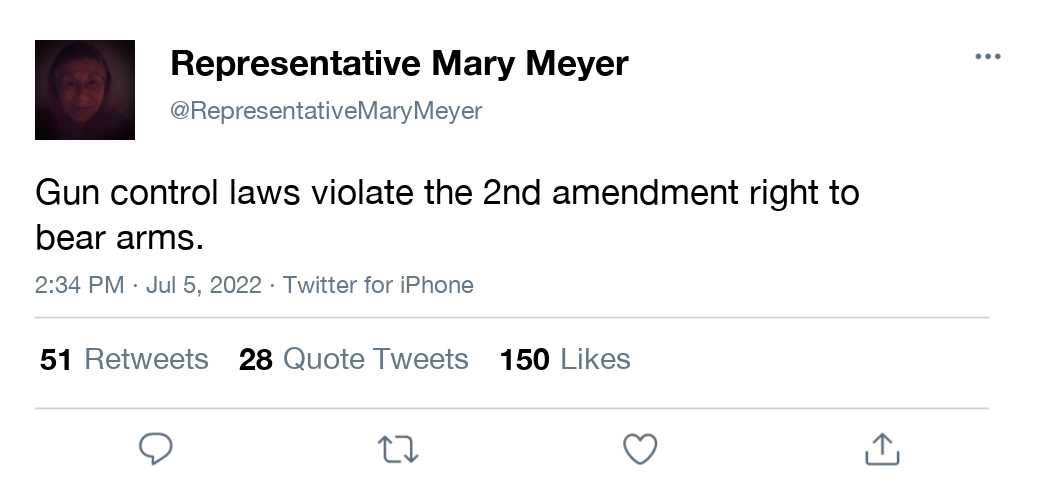 Representative Mary Meyer
@RepresentativeMaryMeyer
Gun control laws violate the 2nd amendment right to
bear arms.
2:34 PM · Jul 5, 2022 · Twitter for iPhone
51 Retweets 28 Quote Tweets 150 Likes